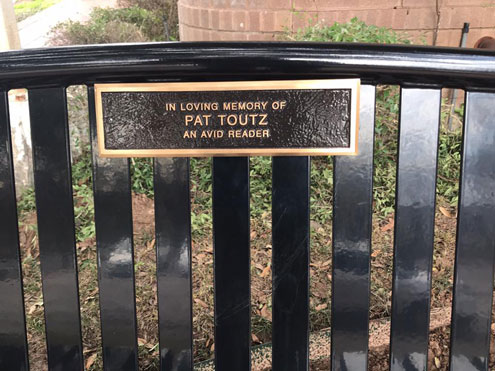 IN LOVING MEMORY OF
PAT TOUTZ
AN AVID READER